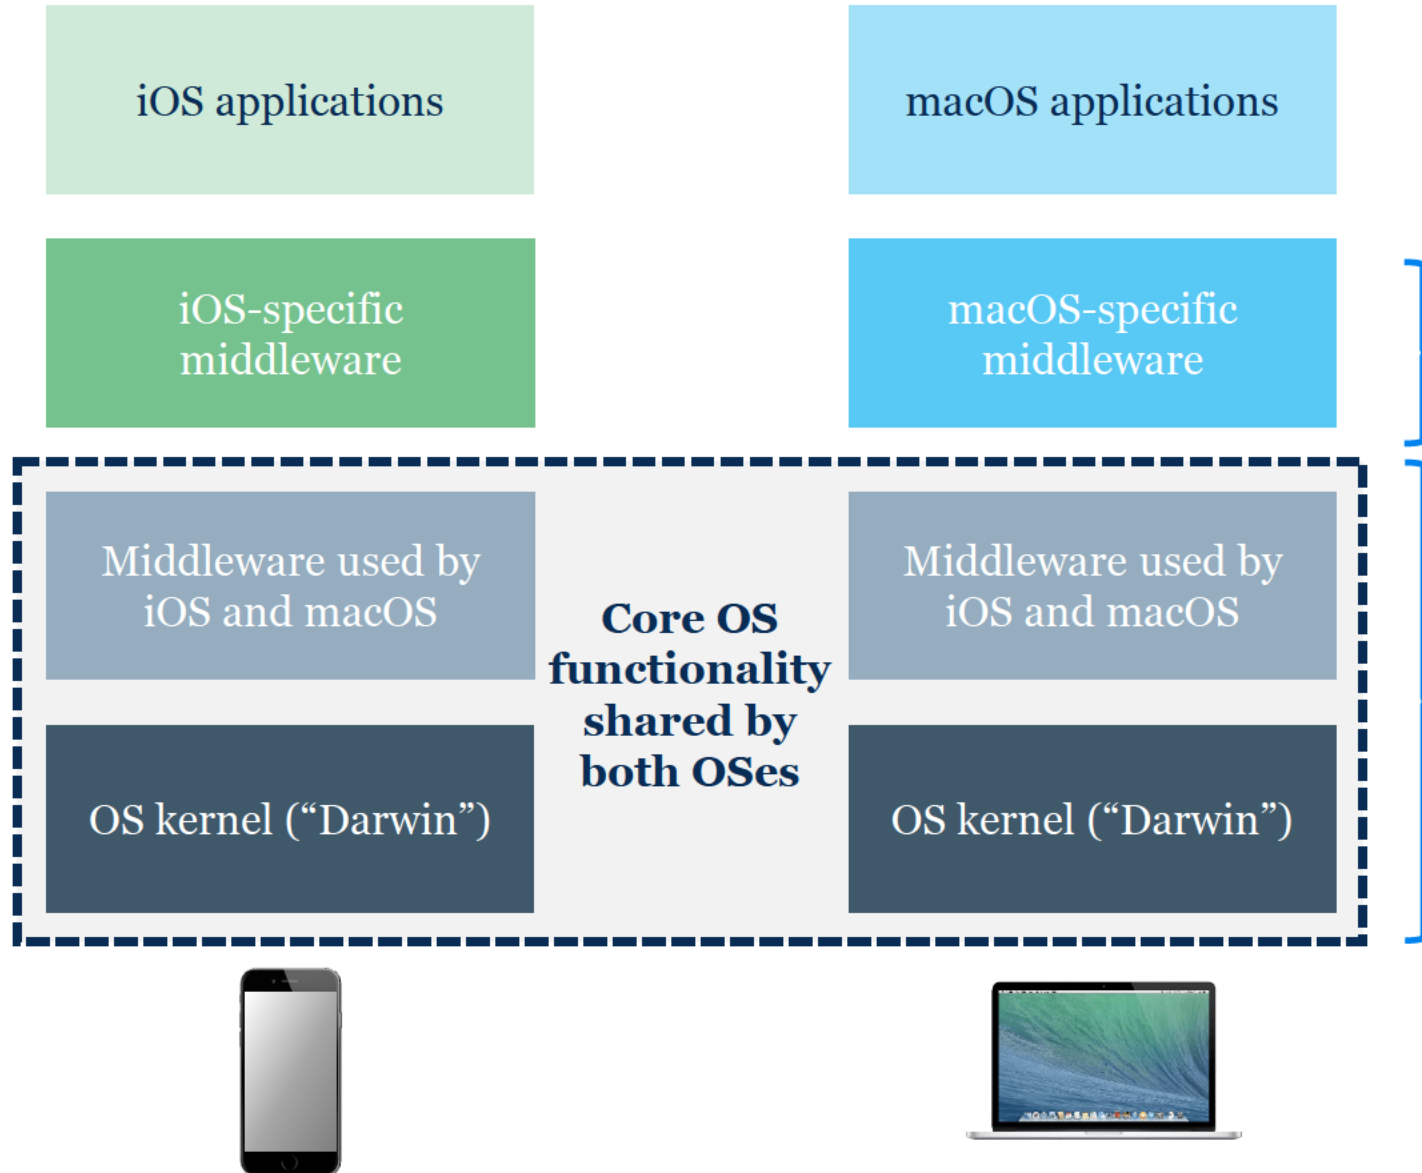 iOS applications
macOS applications
iOS-specific
middleware
macOS-specific
middleware
Middleware used by
iOS and macOS
Core OS
functionality
shared by
both OSes
Middleware used by
iOS and macOS
OS kernel (“Darwin”)
OS kernel (“Darwin”)